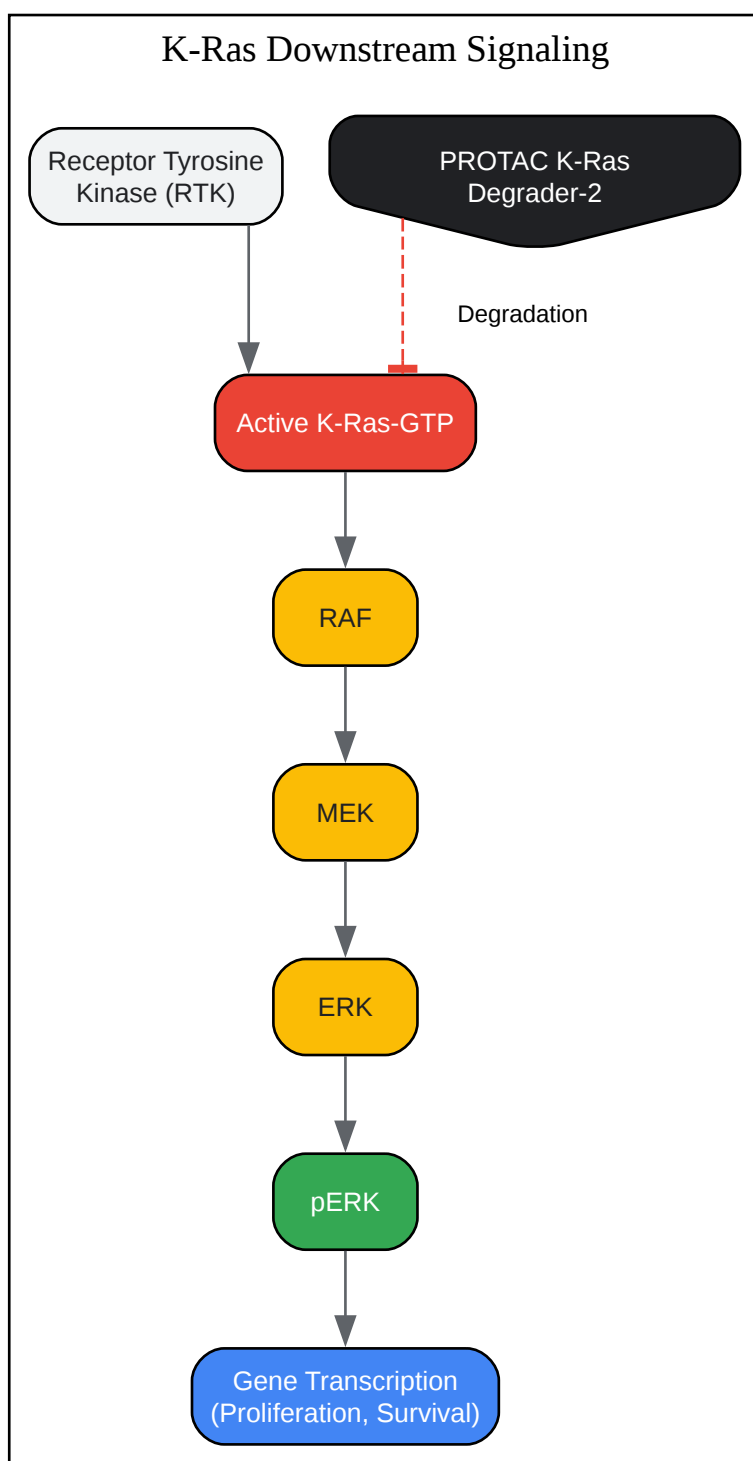 K-Ras Downstream Signaling
Receptor Tyrosine
Kinase (RTK)
PROTAC K-Ras
Degrader-2
Degradation
Active K-Ras-GTP
RAF
MEK
ERK
pERK
Gene Transcription
(Proliferation, Survival)